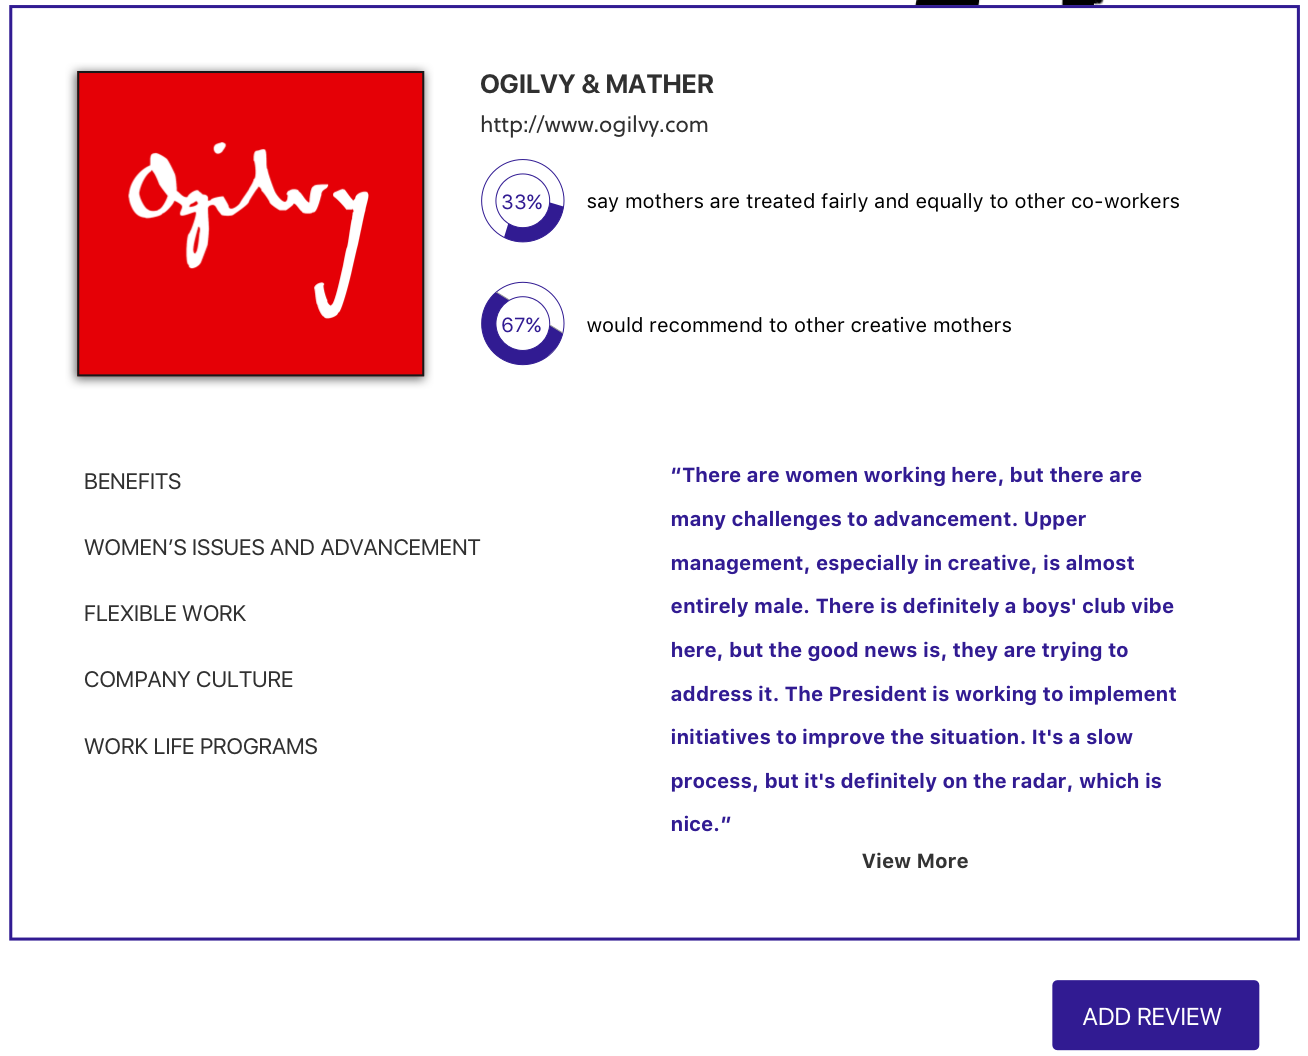 Ogilvy
OGILVY & MATHER
http://www.ogilvy.com
33%
say mothers are treated fairly and equally to other co-workers
67%
would recommend to other creative mothers
BENEFITS
WOMEN’S ISSUES AND ADVANCEMENT
FLEXIBLE WORK
COMPANY CULTURE
WORK LIFE PROGRAMS
“There are women working here, but there are
many challenges to advancement. Upper
management, especially in creative, is almost
entirely male. There is definitely a boys' club vibe
here, but the good news is, they are trying to
address it. The President is working to implement
initiatives to improve the situation. It's a slow
process, but it's definitely on the radar, which is
nice.”
View More
ADD REVIEW